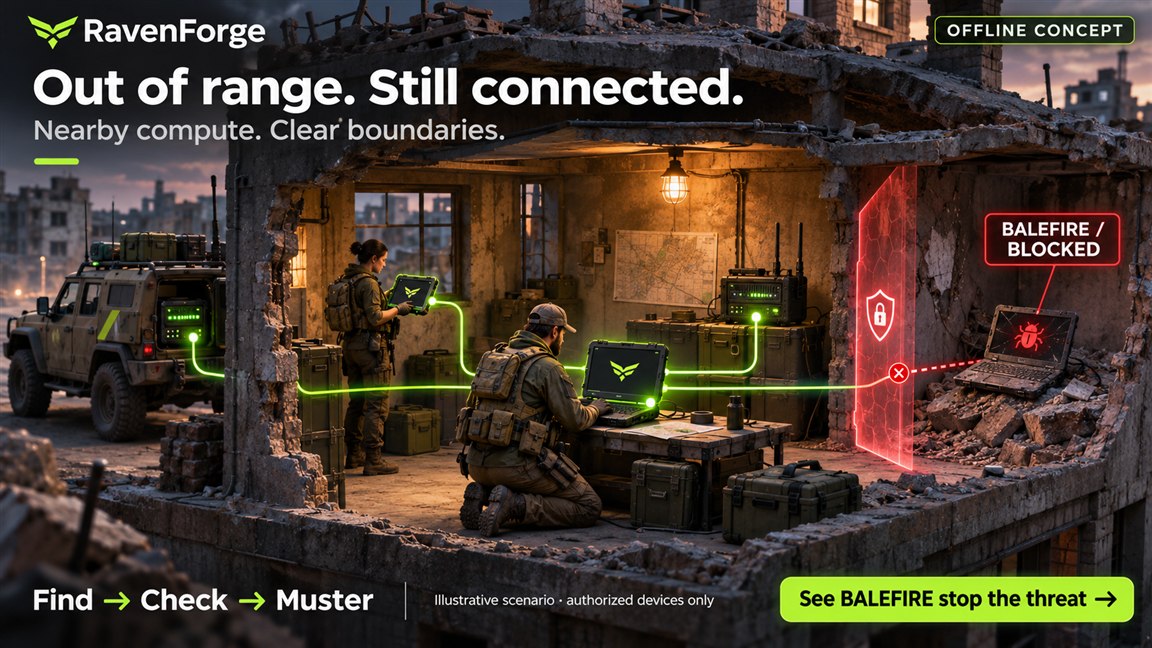 RavenForge
OFFLINE CONCEPT
Out of range. Still connected.
Nearby compute. Clear boundaries.
BALEFIRE /
BLOCKED
Find → Check → Muster
Illustrative scenario · authorized devices only
See BALEFIRE stop the threat →